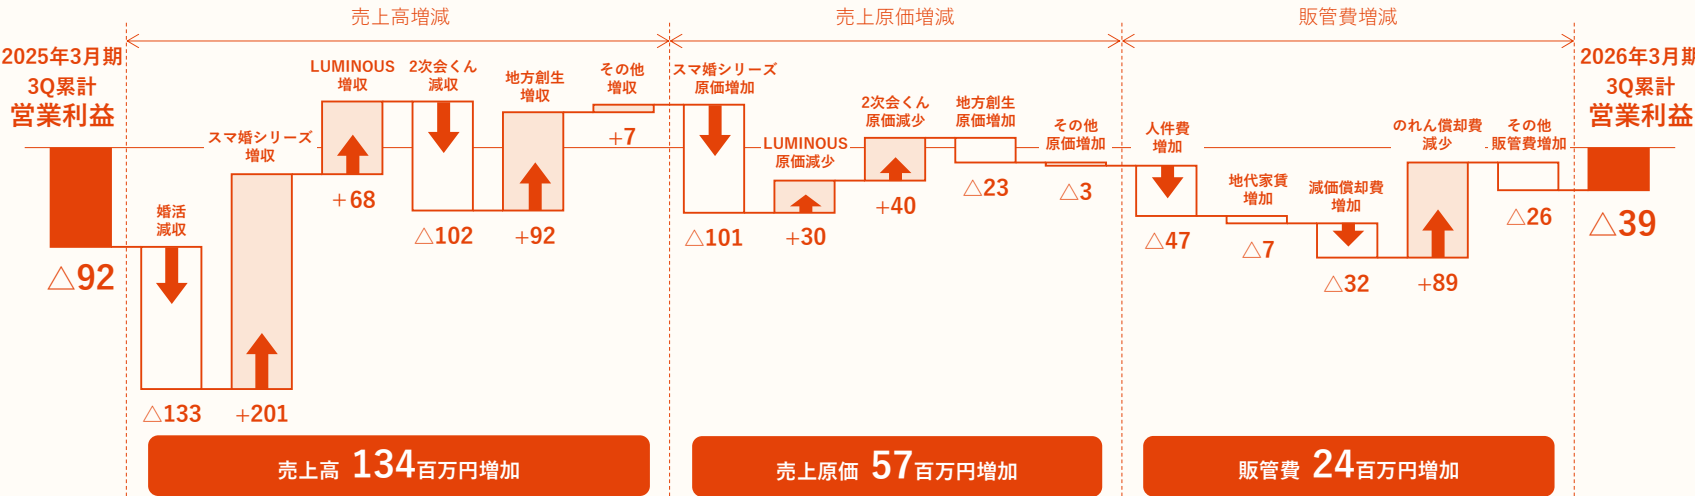 売上高増減
売上原価増減
販管費増減
2025年3月期
3Q累計
営業利益
△92
婚活
減収
△133
スマ婚シリーズ
増収
+201
LUMINOUS
増収
+68
2次会くん
減収
△102
地方創生
増収
+92
その他
増収
+7
スマ婚シリーズ
原価増加
△101
LUMINOUS
原価減少
+30
2次会くん
原価減少
+40
地方創生
原価増加
△23
その他
原価増加
△3
人件費
増加
△47
地代家賃
増加
△7
減価償却費
増加
△32
のれん償却費
減少
+89
その他
販管費増加
△26
2026年3月期
3Q累計
営業利益
△39
売上高 134百万円増加
売上原価 57百万円増加
販管費 24百万円増加